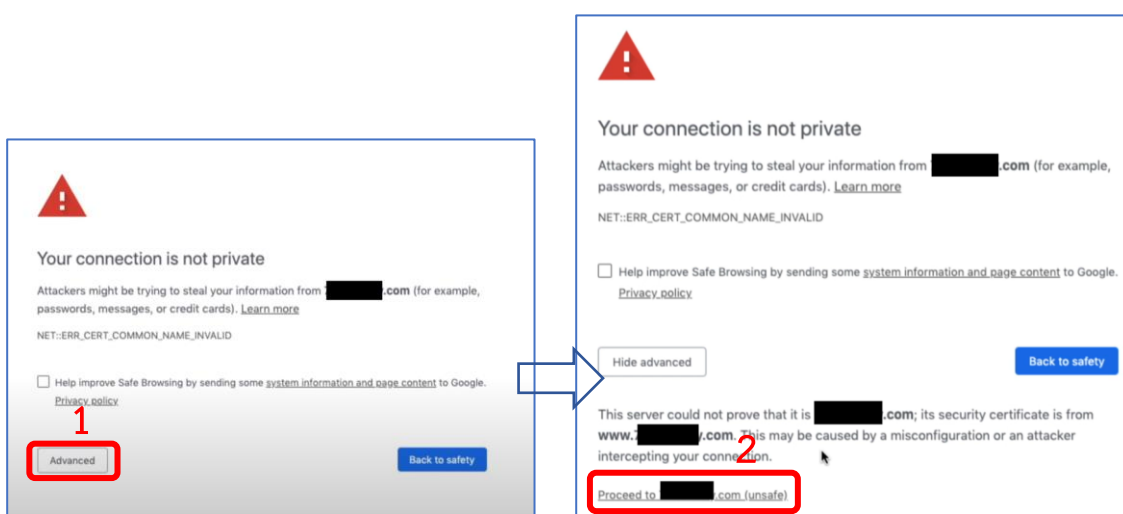 Your connection is not private
Attackers might be trying to steal your information from .com (for example,
passwords, messages, or credit cards). Learn more
NET::ERR_CERT_COMMON_NAME_INVALID
Help improve Safe Browsing by sending some system information and page content to Google.
Privacy policy
1
Advanced
Back to safety
Your connection is not private
Attackers might be trying to steal your information from .com (for example,
passwords, messages, or credit cards). Learn more
NET::ERR_CERT_COMMON_NAME_INVALID
Help improve Safe Browsing by sending some system information and page content to Google.
Privacy policy
Hide advanced
Back to safety
This server could not prove that it is .com; its security certificate is from
www. .com. This may be caused by a misconfiguration or an attacker
intercepting your connection.
2
Proceed to .com (unsafe)